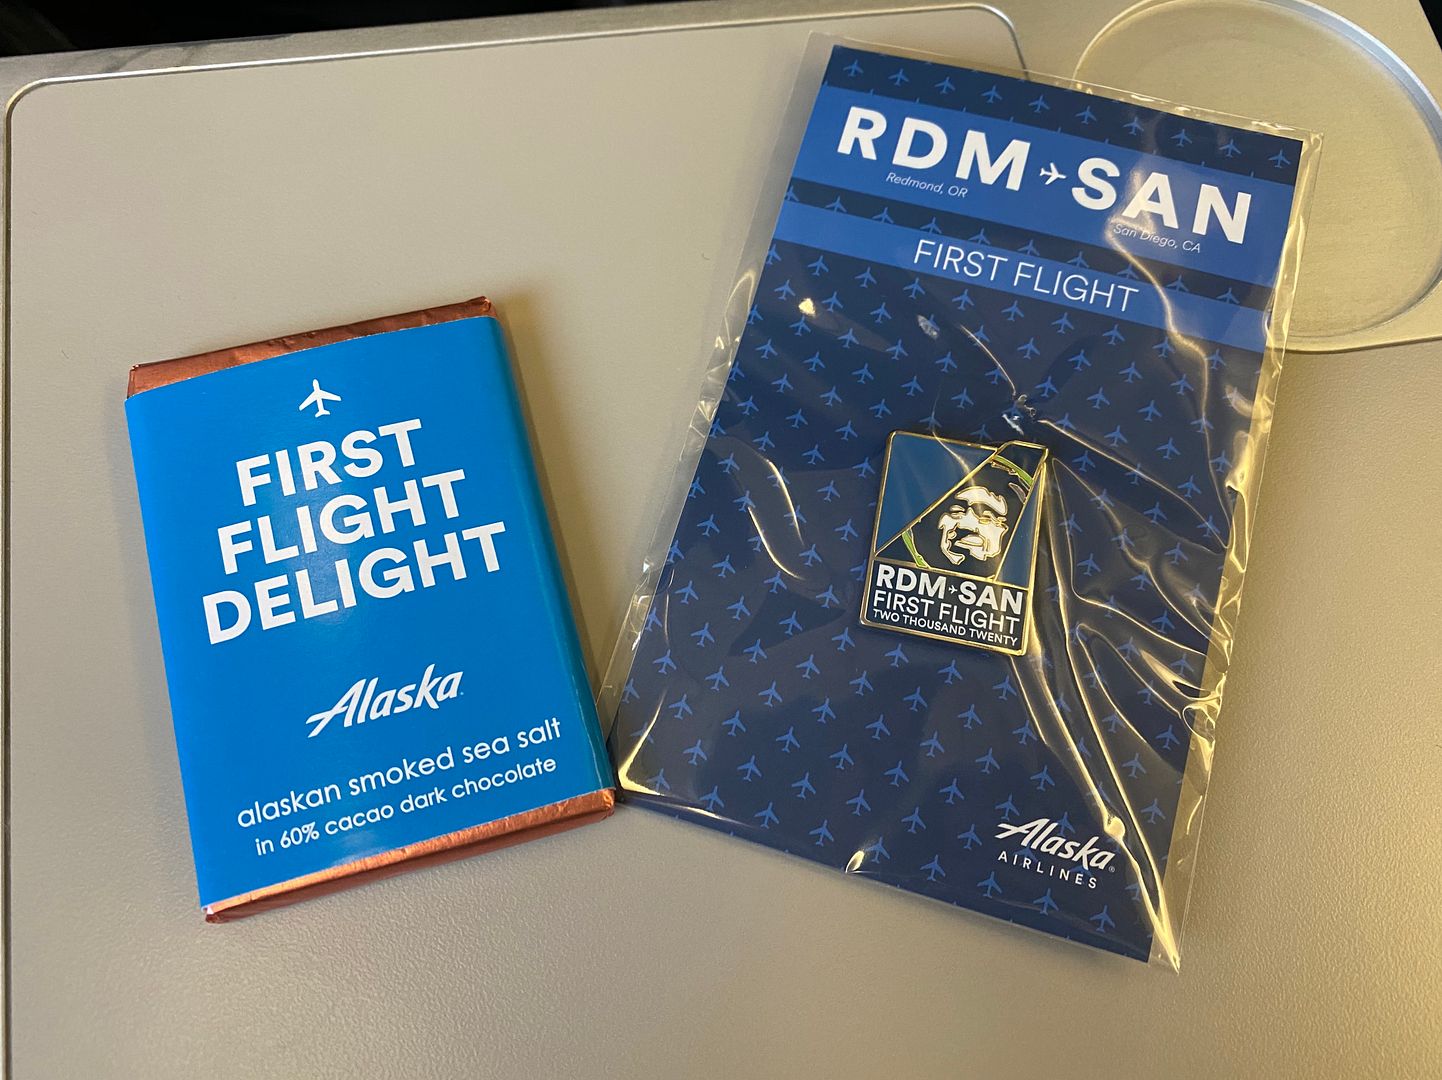 FIRST
FLIGHT
DELIGHT
Alaska
alaskan smoked sea salt
in 60% cacao dark chocolate
RDM SAN
Redmond, OR San Diego, CA
FIRST FLIGHT
RDM SAN
FIRST FLIGHT
TWO THOUSAND TWENTY
Alaska®
AIRLINES